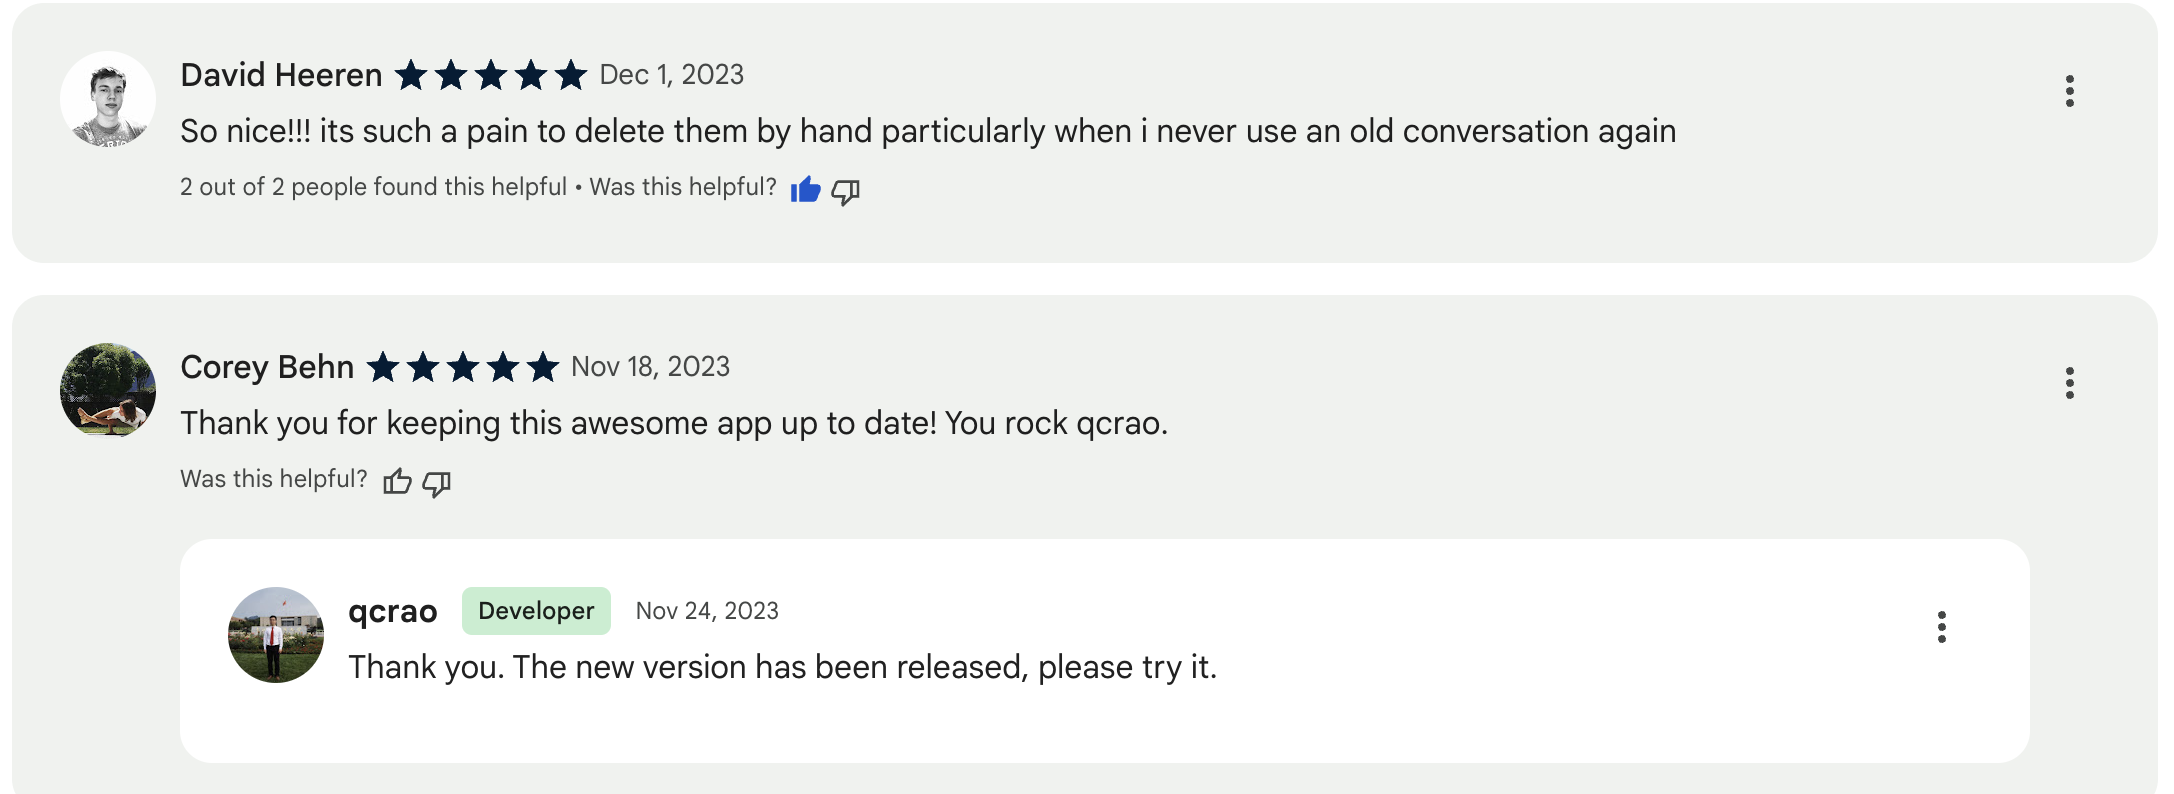 David Heeren Dec 1, 2023
So nice!!! its such a pain to delete them by hand particularly when i never use an old conversation again
2 out of 2 people found this helpful • Was this helpful?
Corey Behn Nov 18, 2023
Thank you for keeping this awesome app up to date! You rock qcrao.
Was this helpful?
qcrao Developer Nov 24, 2023
Thank you. The new version has been released, please try it.